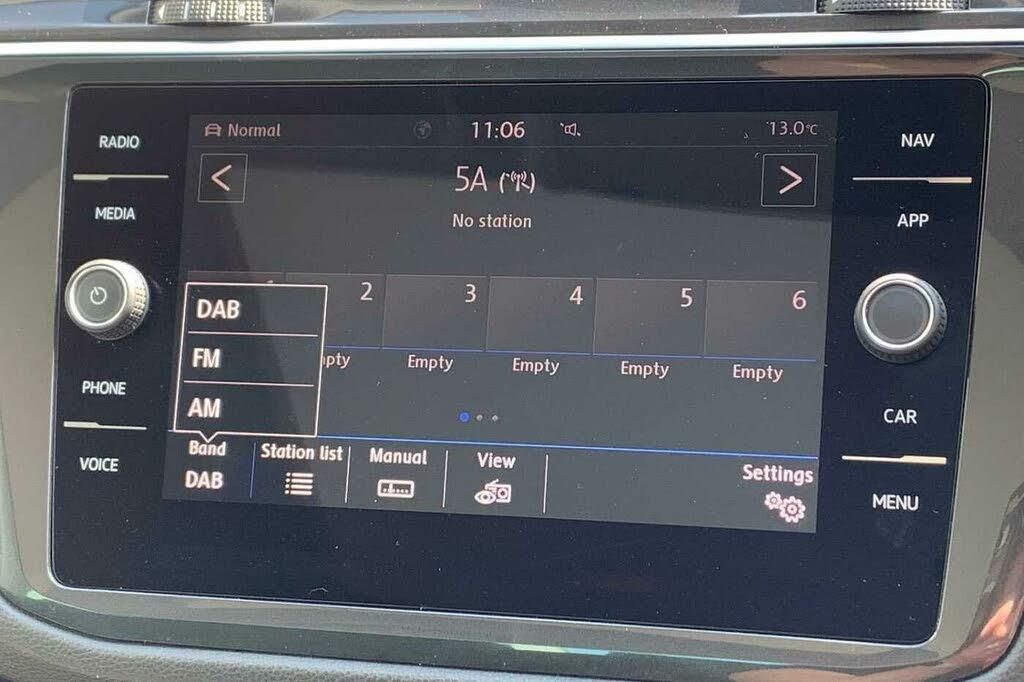 RADIO
MEDIA
PHONE
VOICE
Normal
11:06
13.0°C
<
5A
>
No station
2
3
4
5
6
Empty
Empty
Empty
Empty
DAB
FM
AM
Band
DAB
Station list
Manual
View
Settings
NAV
APP
CAR
MENU